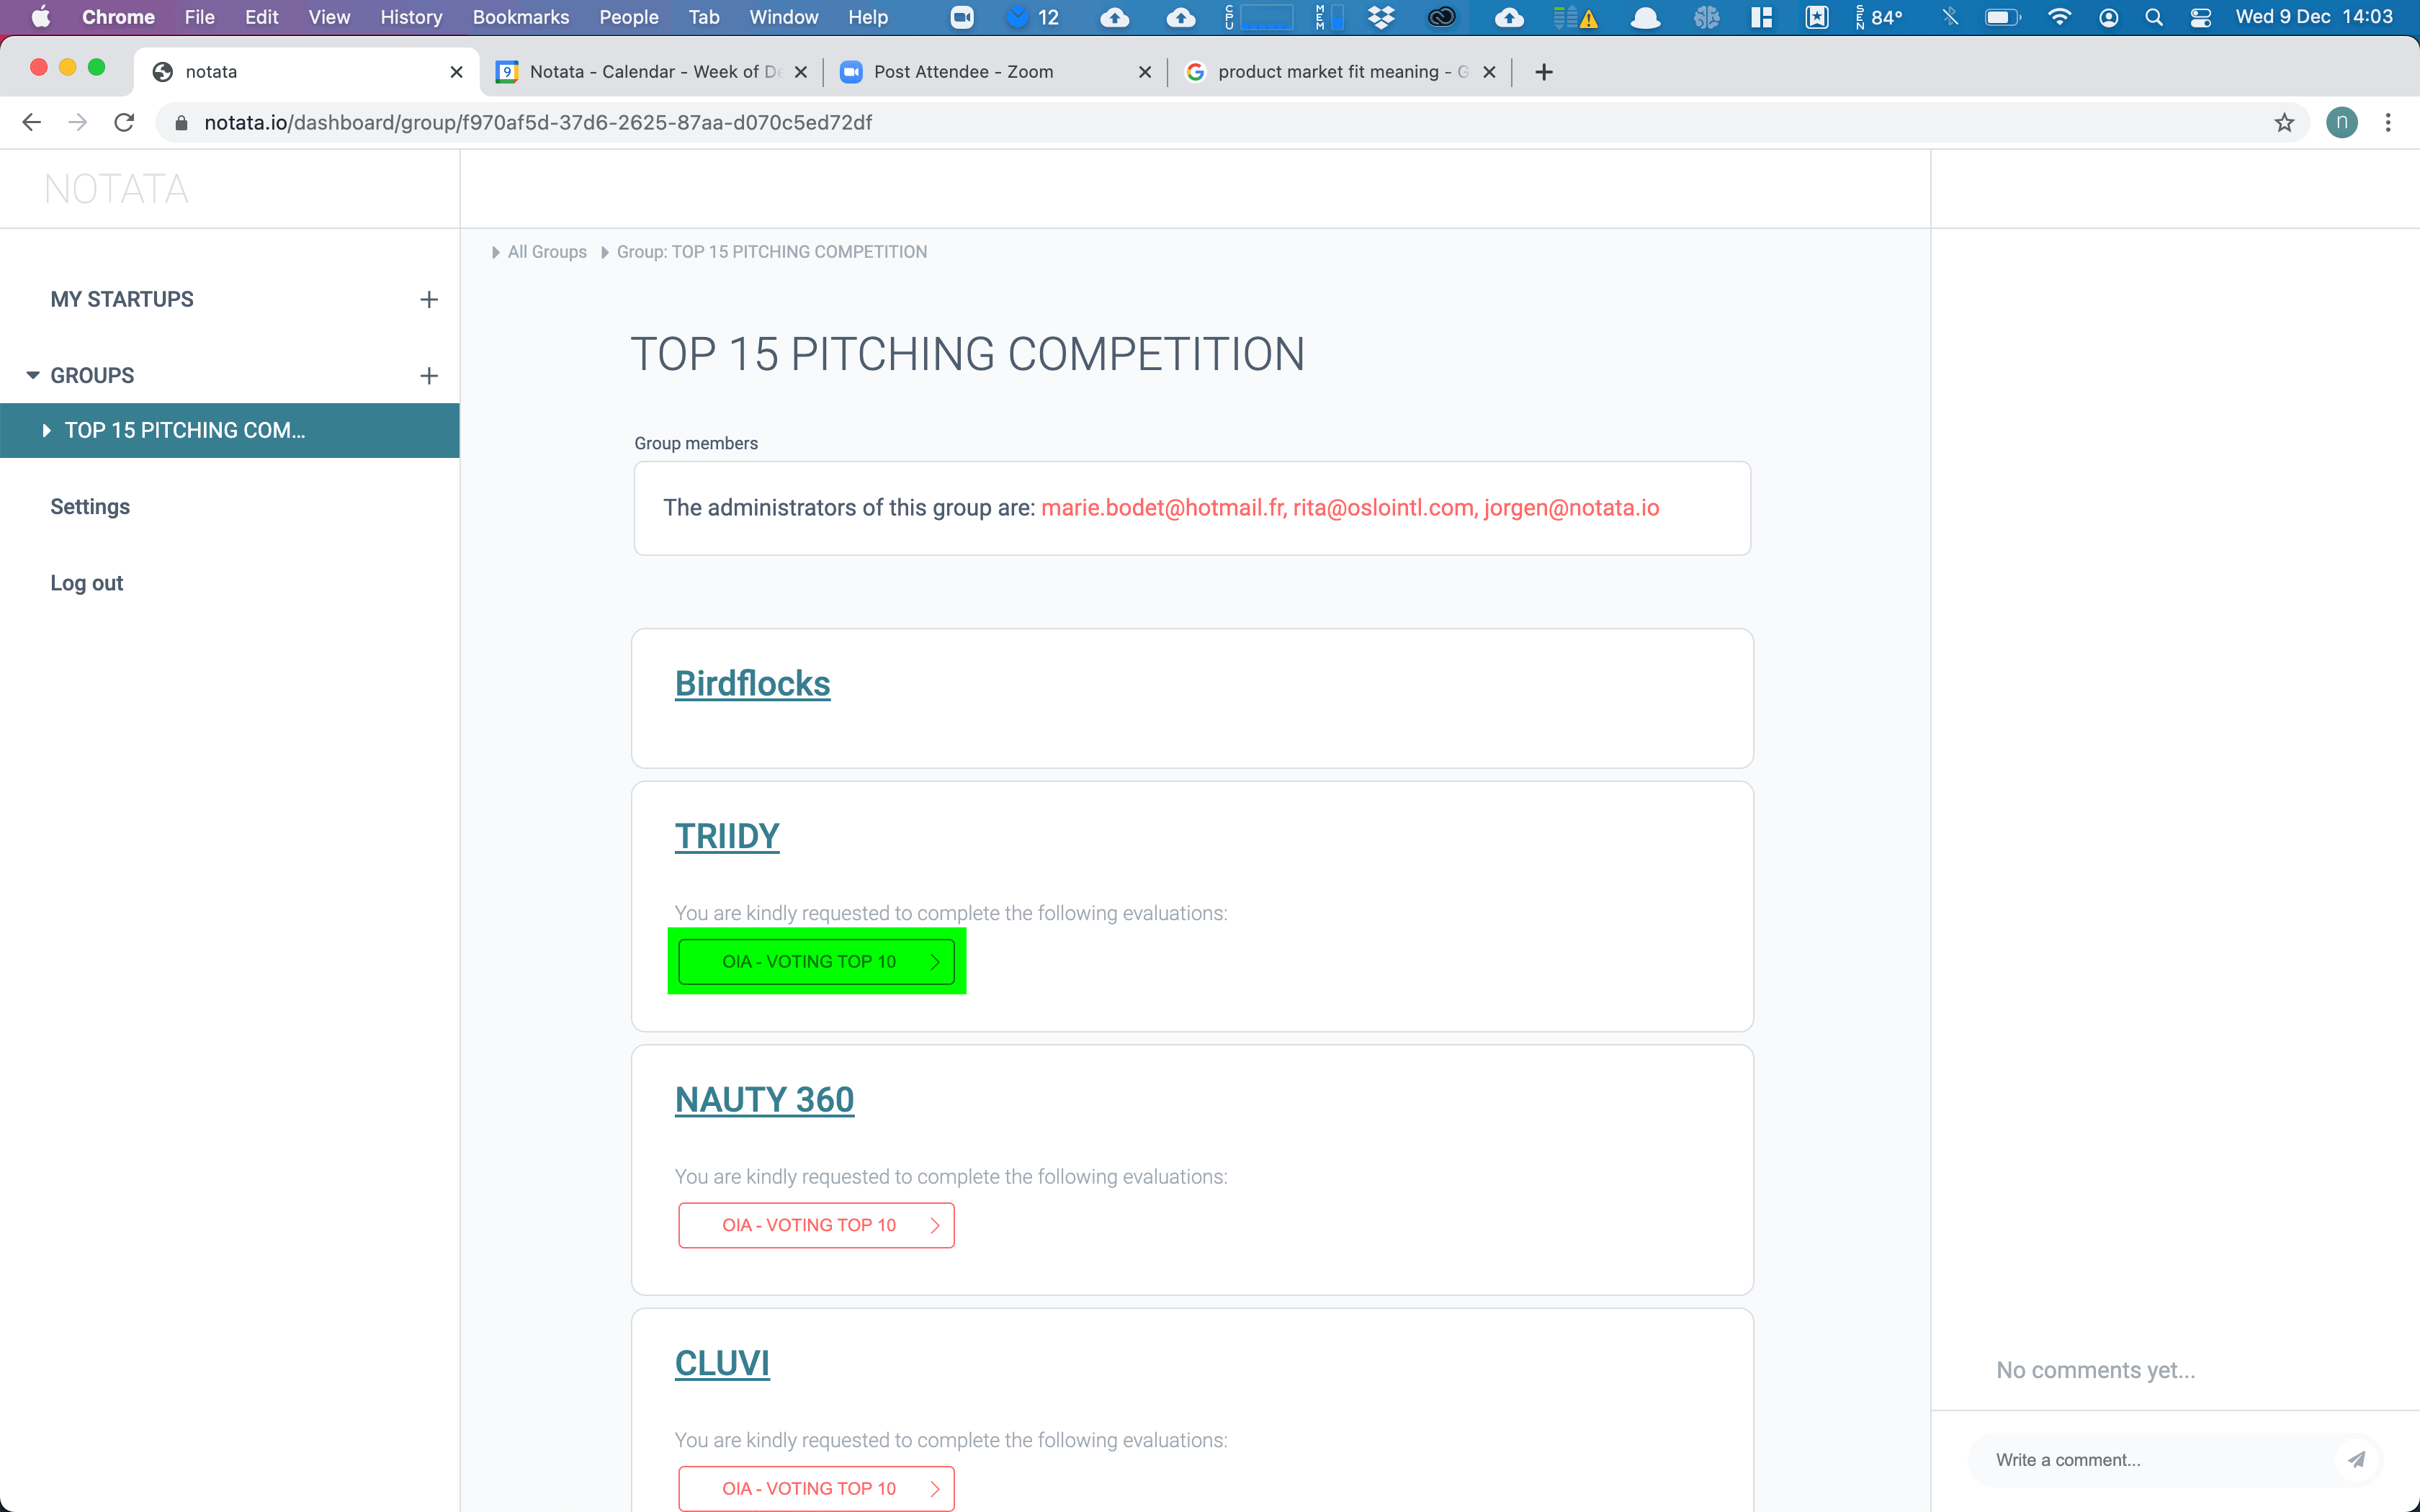 Chrome File Edit View History Bookmarks People Tab Window Help 12 CPU MEM SEN 84° Wed 9 Dec 14:03
notata
9 Notata - Calendar - Week of De
Post Attendee - Zoom
product market fit meaning - G
notata.io/dashboard/group/f970af5d-37d6-2625-87aa-d070c5ed72df
n
NOTATA
MY STARTUPS
GROUPS
TOP 15 PITCHING COM...
Settings
Log out
All Groups Group: TOP 15 PITCHING COMPETITION
TOP 15 PITCHING COMPETITION
Group members
The administrators of this group are: marie.bodet@hotmail.fr, rita@oslointl.com, jorgen@notata.io
Birdflocks
TRIIDY
You are kindly requested to complete the following evaluations:
OIA - VOTING TOP 10
NAUTY 360
You are kindly requested to complete the following evaluations:
OIA - VOTING TOP 10
CLUVI
You are kindly requested to complete the following evaluations:
OIA - VOTING TOP 10
No comments yet...
Write a comment...